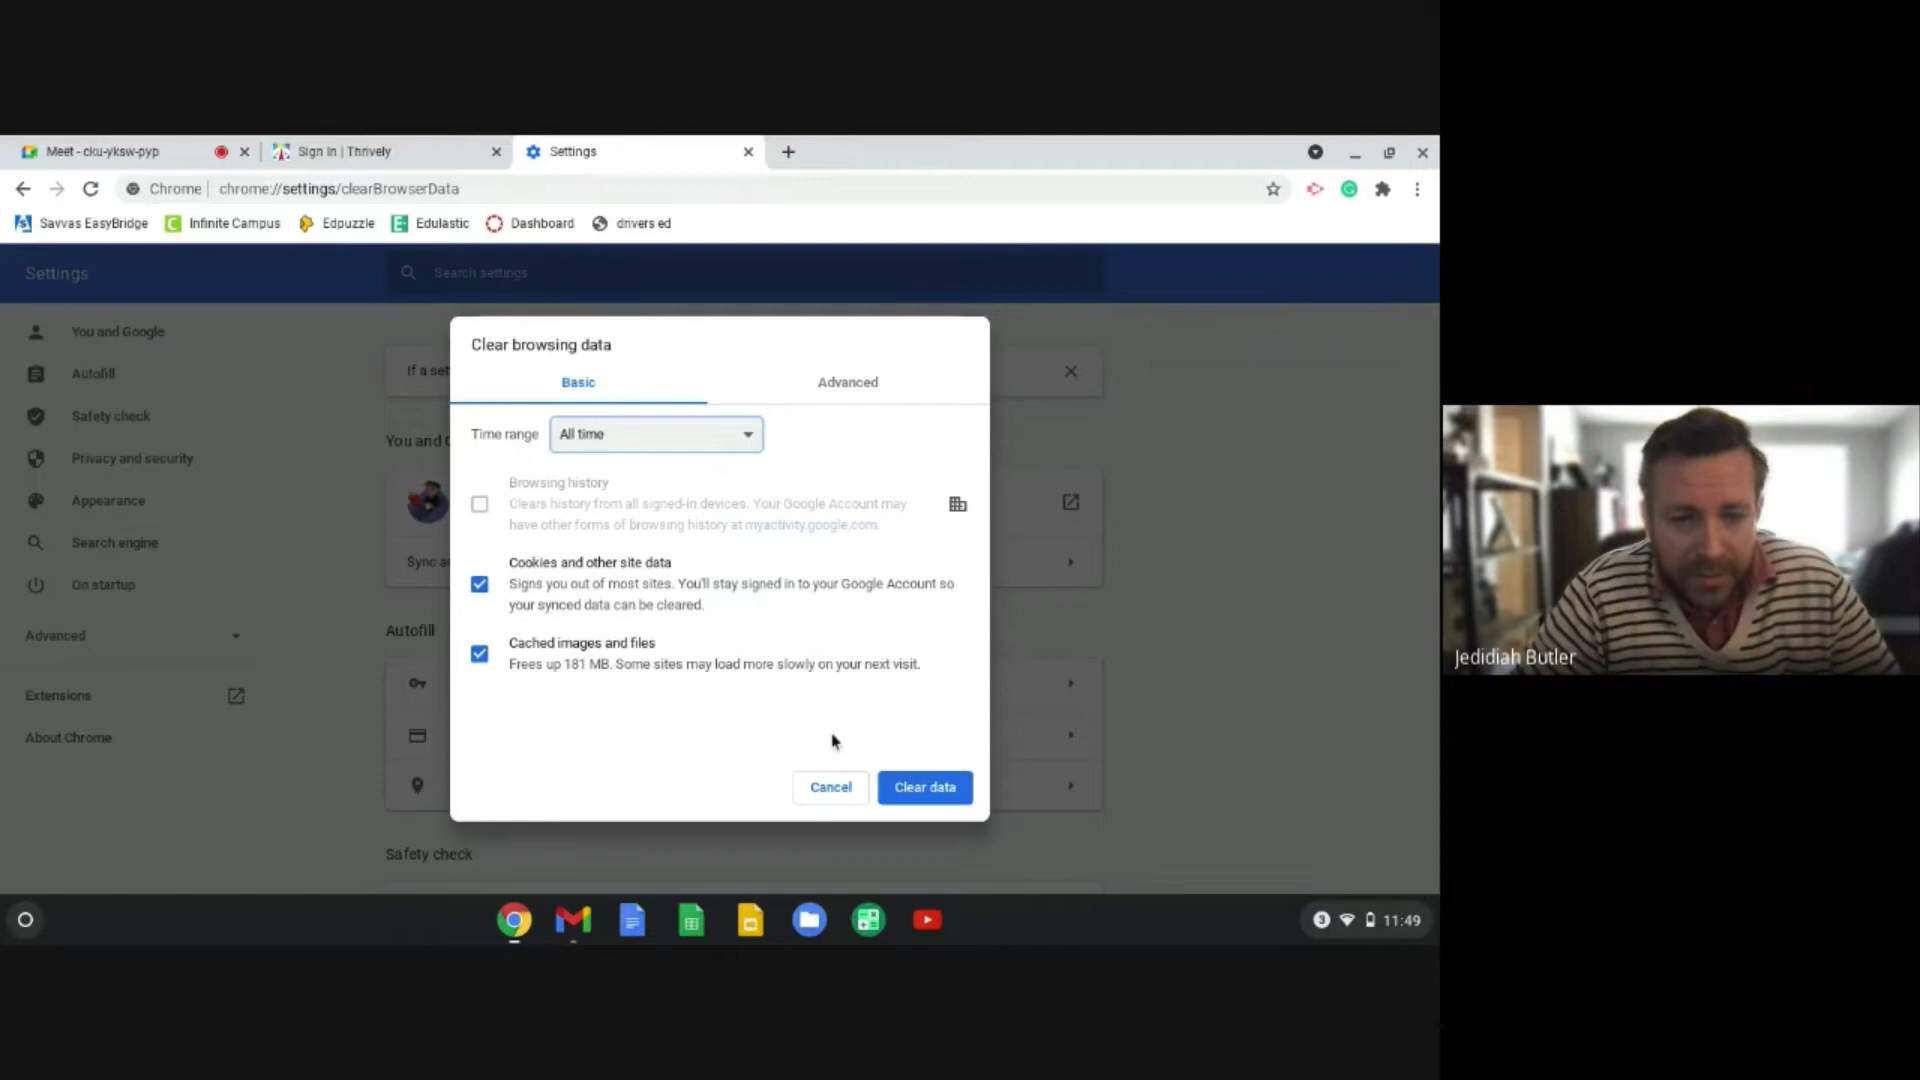 Meet - cku-yksw-pyp
Sign In | Thrively
Settings
Chrome | chrome://settings/clearBrowserData
Savvas EasyBridge
Infinite Campus
Edpuzzle
Edulastic
Dashboard
drivers ed
Settings
Search settings
You and Google
Autofill
Safety check
Privacy and security
Appearance
Search engine
On startup
Advanced
Extensions
About Chrome
If a set
You and G
Sync a
Autofill
Safety check
Clear browsing data
Basic
Advanced
Time range
All time
Browsing history
Clears history from all signed-in devices. Your Google Account may
have other forms of browsing history at myactivity.google.com.
Cookies and other site data
Signs you out of most sites. You'll stay signed in to your Google Account so
your synced data can be cleared.
Cached images and files
Frees up 181 MB. Some sites may load more slowly on your next visit.
Cancel
Clear data
Jedidiah Butler
3
11:49